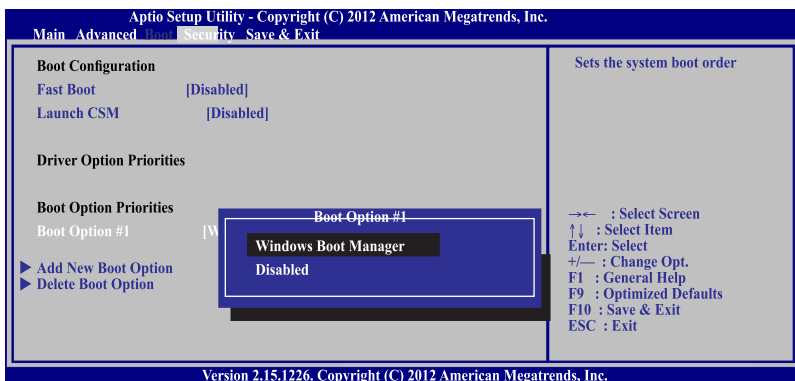 Aptio Setup Utility - Copyright (C) 2012 American Megatrends, Inc.
Main Advanced Boot Security Save & Exit
Boot Configuration
Fast Boot [Disabled]
Launch CSM [Disabled]
Driver Option Priorities
Boot Option Priorities
Boot Option #1 [W
Add New Boot Option
Delete Boot Option
Boot Option #1
Windows Boot Manager
Disabled
Sets the system boot order
→← : Select Screen
↑↓ : Select Item
Enter: Select
+/— : Change Opt.
F1 : General Help
F9 : Optimized Defaults
F10 : Save & Exit
ESC : Exit
Version 2.15.1226. Copyright (C) 2012 American Megatrends, Inc.